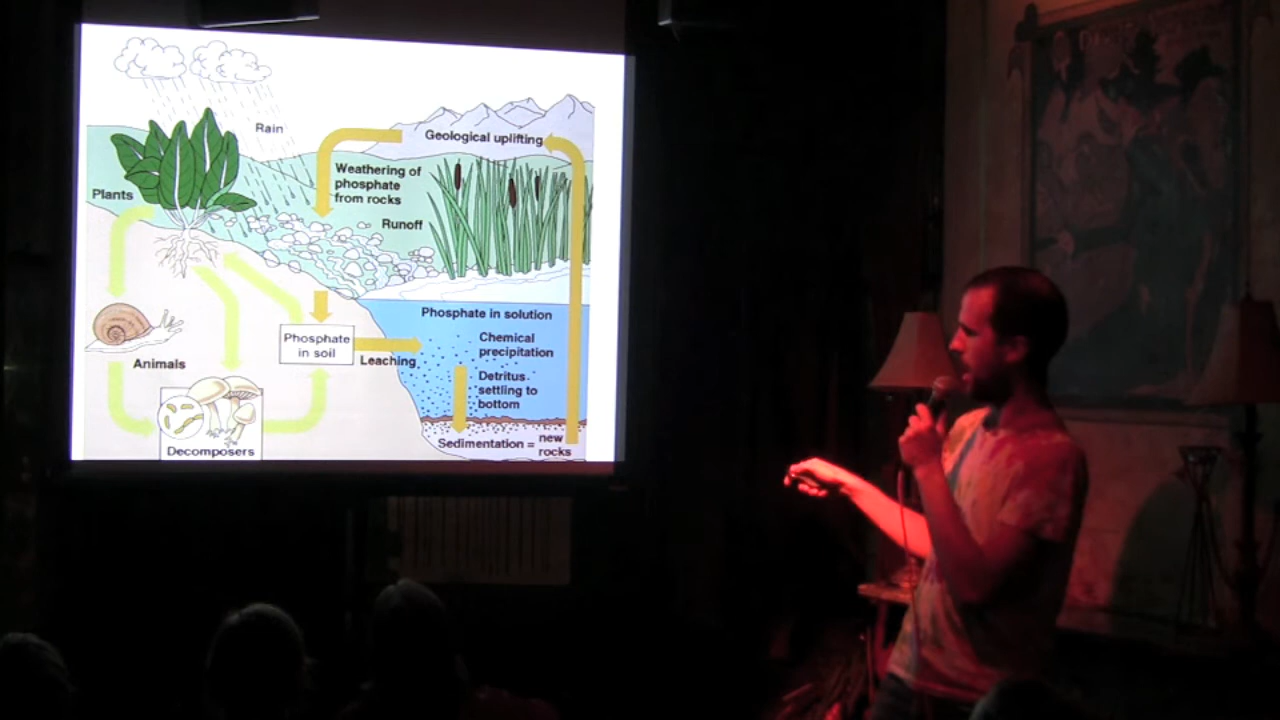 Rain
Geological uplifting
Weathering of
phosphate
from rocks
Plants
Runoff
Phosphate in solution
Phosphate
in soil
Chemical
precipitation
Leaching
Animals
Detritus
settling to
bottom
Sedimentation = new
rocks
Decomposers